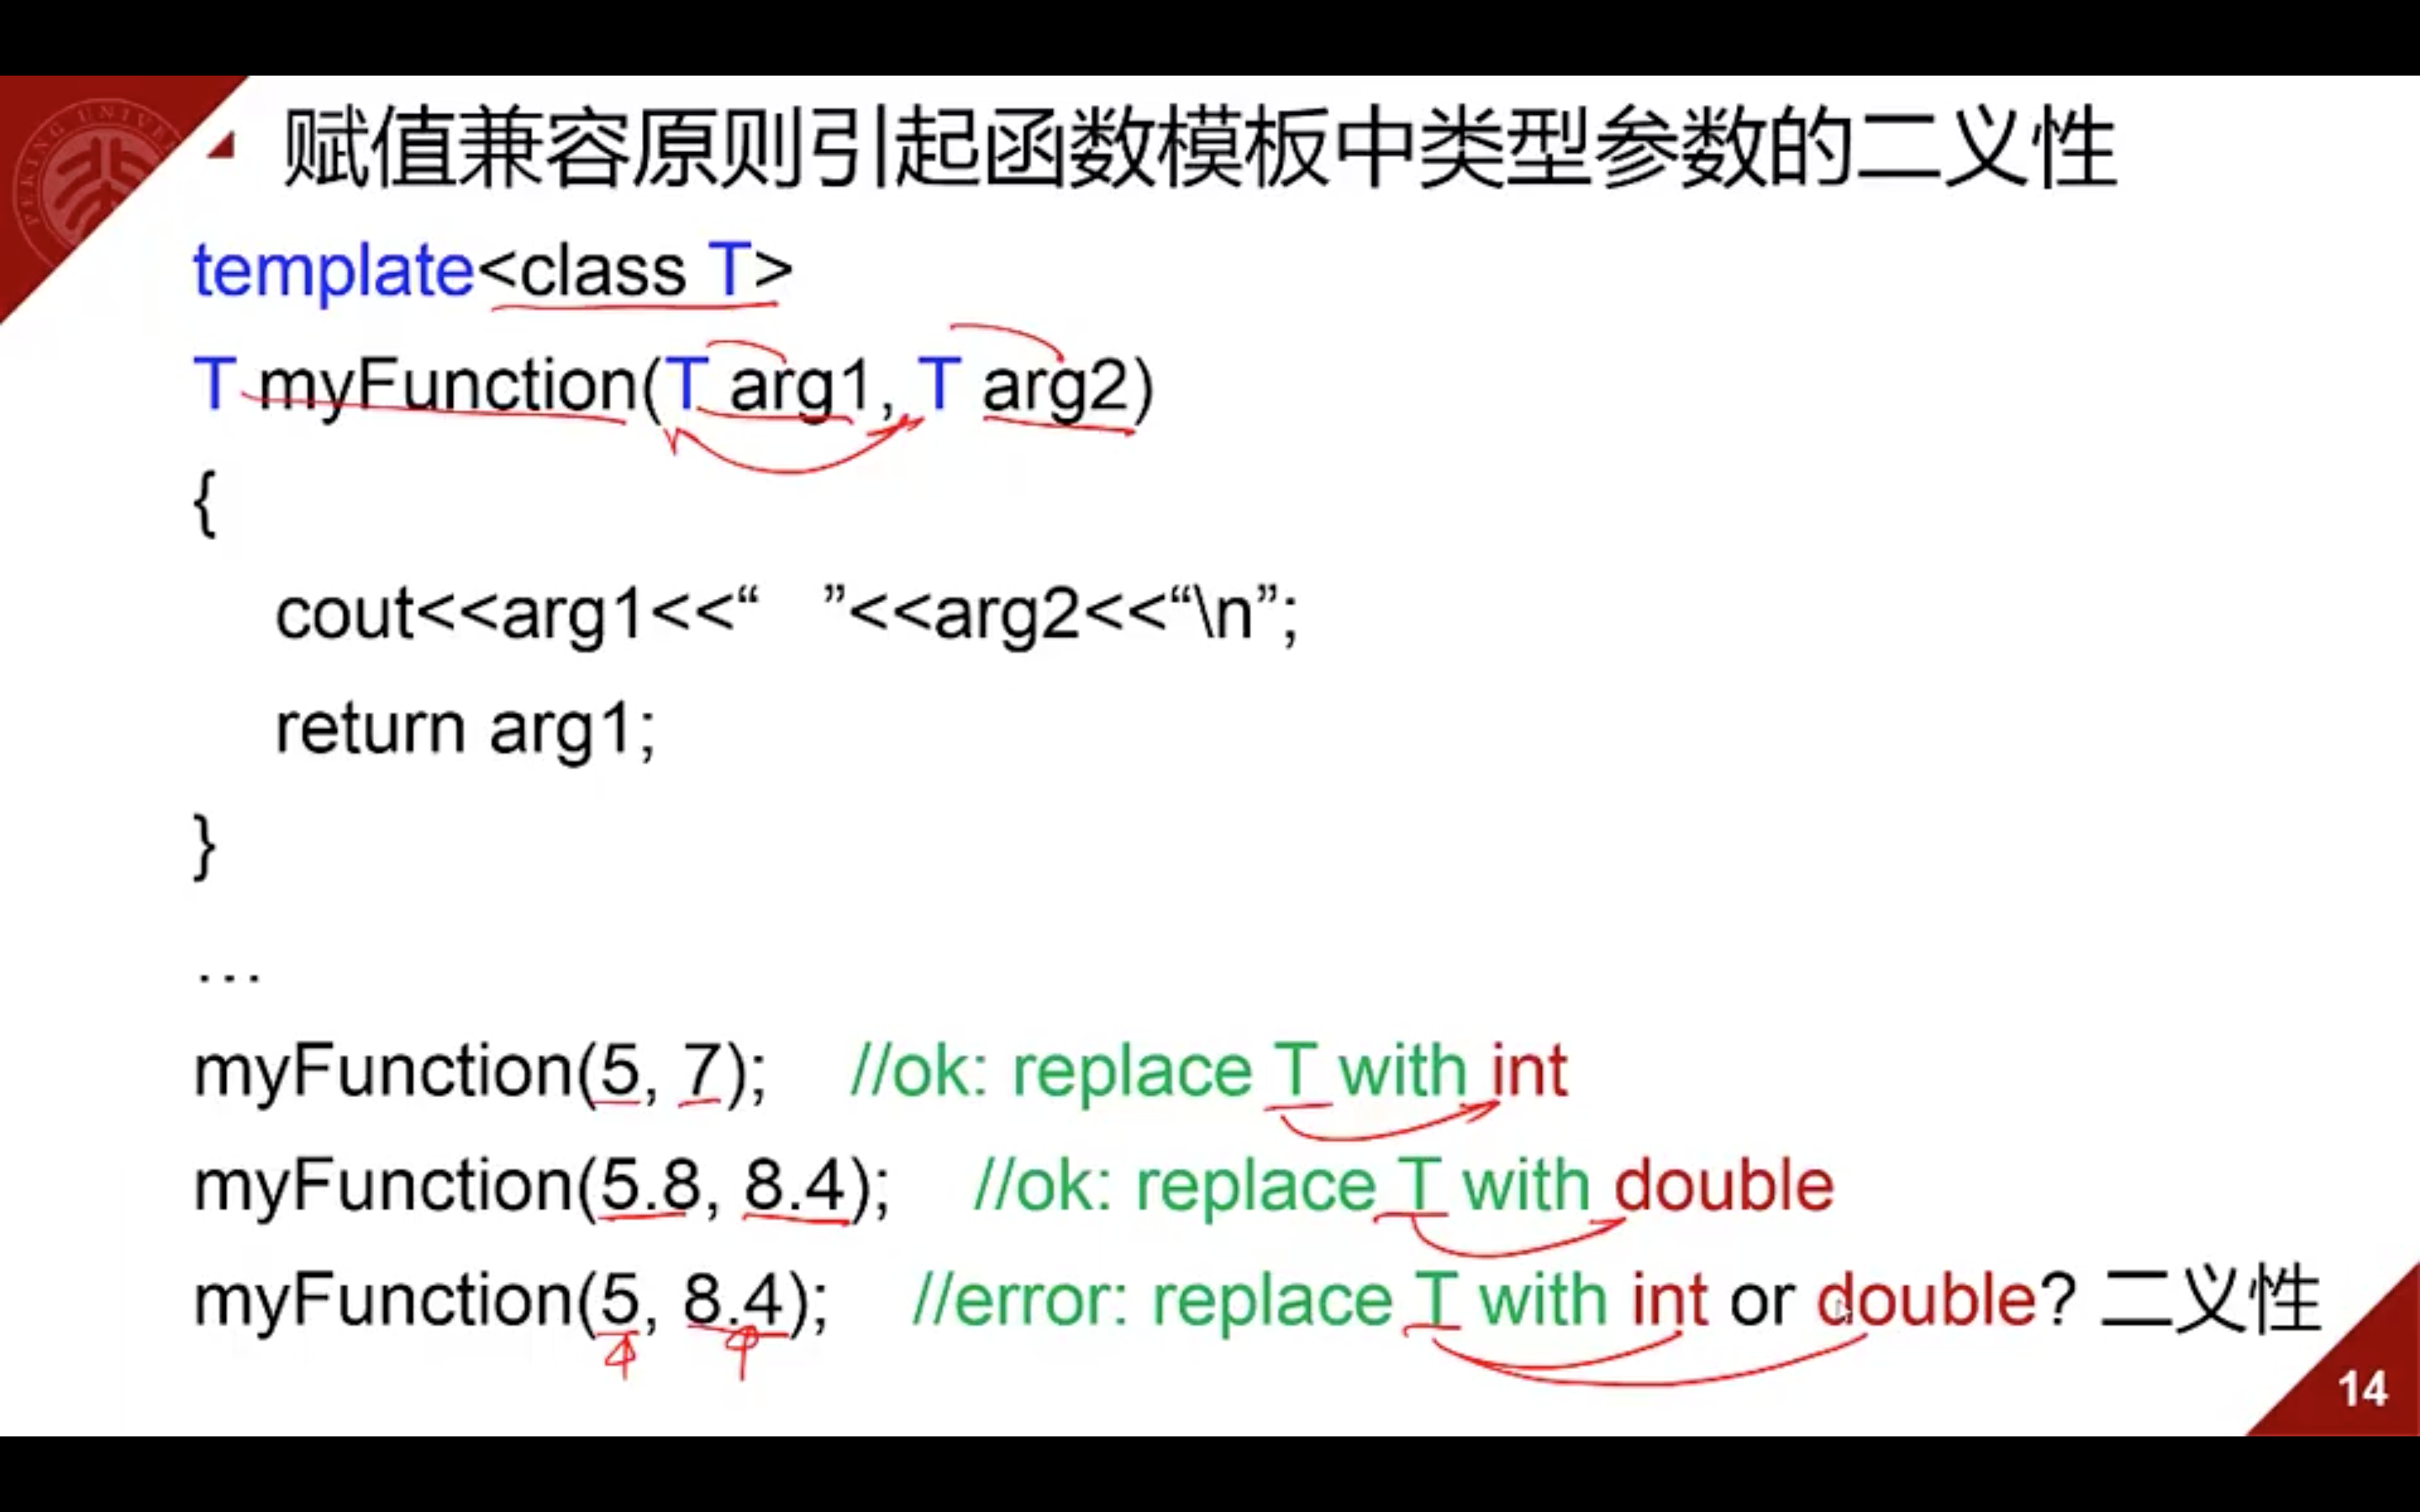 赋值兼容原则引起函数模板中类型参数的二义性
template<class T>
T myFunction(T arg1, T arg2)
{
cout<<arg1<<“   ”<<arg2<<“\n”;
return arg1;
}
…
myFunction(5, 7);    //ok: replace T with int
myFunction(5.8, 8.4);    //ok: replace T with double
myFunction(5, 8.4);    //error: replace T with int or double? 二义性
14